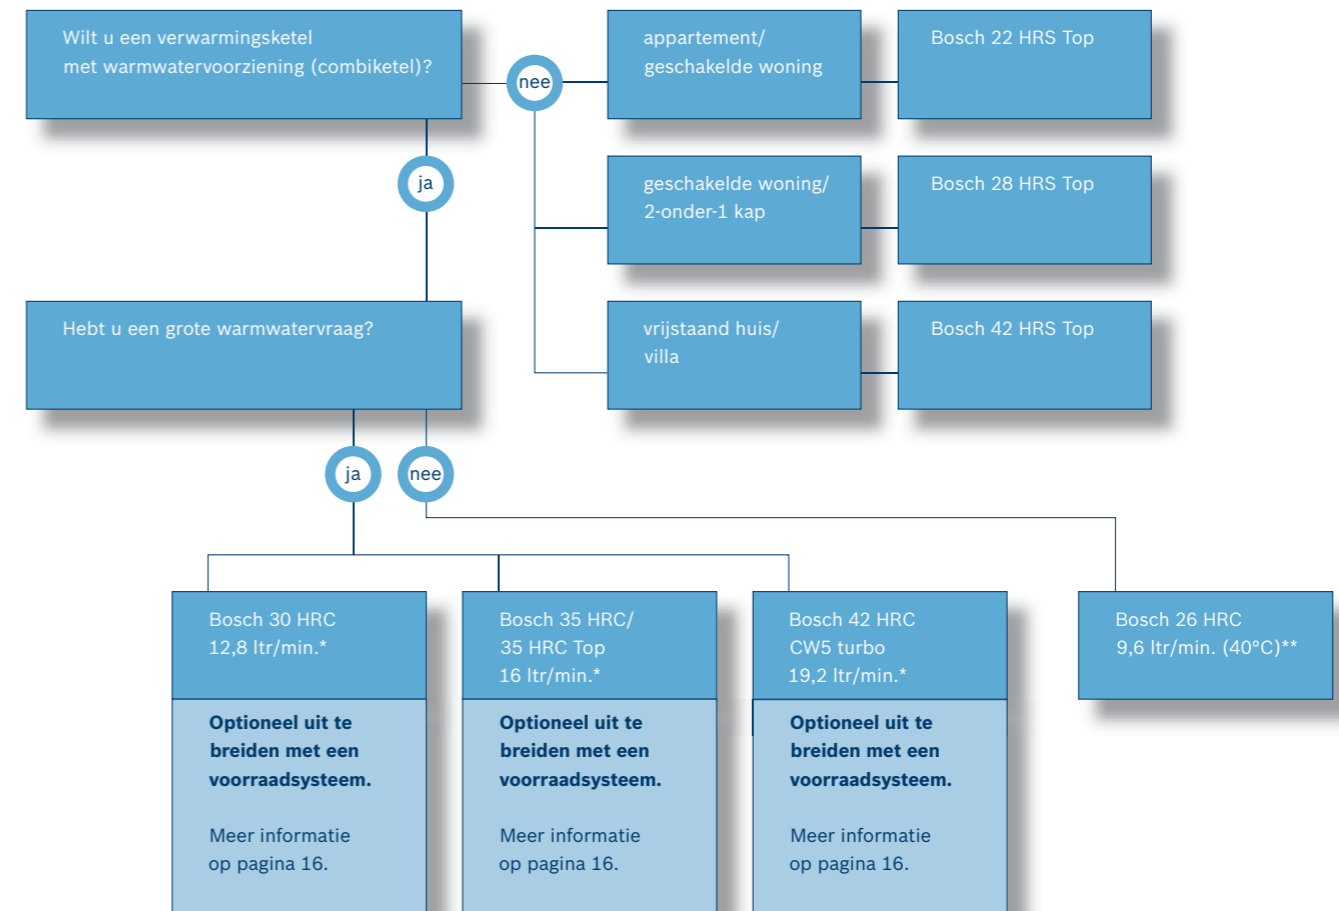 Wilt u een verwarmingsketel
met warmwatervoorziening (combiketel)?
nee
appartement/
geschakelde woning
Bosch 22 HRS Top
ja
geschakelde woning/
2-onder-1 kap
Bosch 28 HRS Top
Hebt u een grote warmwatervraag?
vrijstaand huis/
villa
Bosch 42 HRS Top
ja
nee
Bosch 30 HRC
12,8 ltr/min.*
Optioneel uit te
breiden met een
voorraadsysteem.
Meer informatie
op pagina 16.
Bosch 35 HRC/
35 HRC Top
16 ltr/min.*
Optioneel uit te
breiden met een
voorraadsysteem.
Meer informatie
op pagina 16.
Bosch 42 HRC
CW5 turbo
19,2 ltr/min.*
Optioneel uit te
breiden met een
voorraadsysteem.
Meer informatie
op pagina 16.
Bosch 26 HRC
9,6 ltr/min. (40°C)**